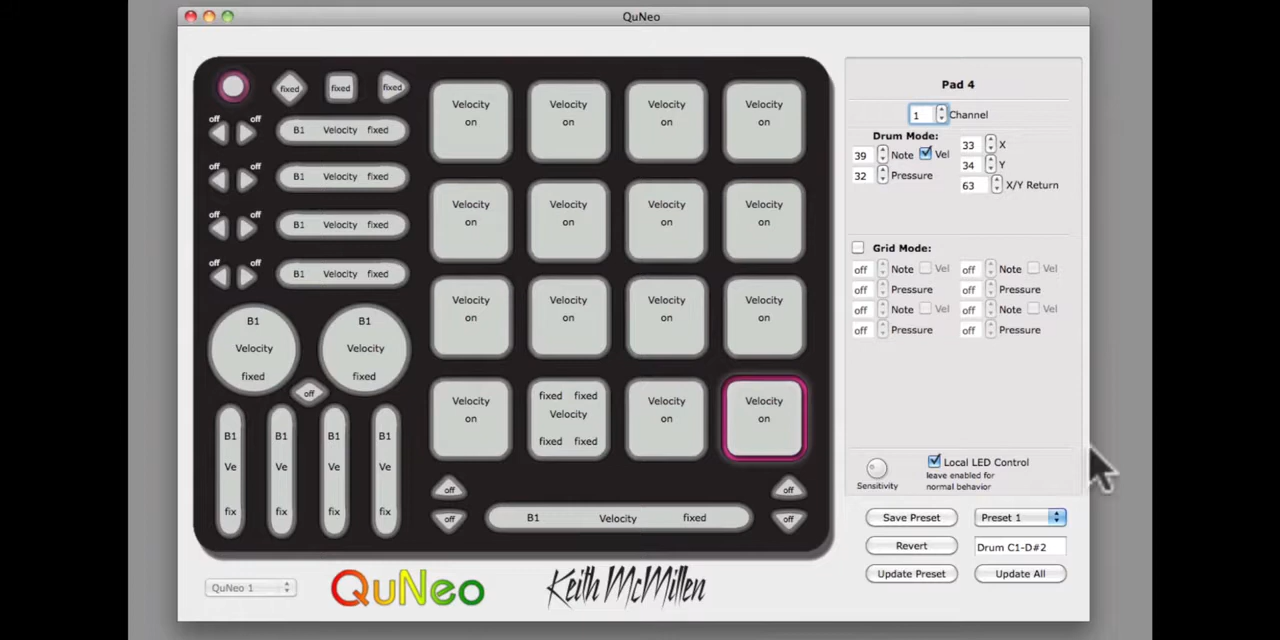 QuNeo
fixed fixed fixed
off off
B1 Velocity fixed
off off
B1 Velocity fixed
off off
B1 Velocity fixed
off off
B1 Velocity fixed
B1 Velocity fixed
B1 Velocity fixed
off
B1 Ve fix
B1 Ve fix
B1 Ve fix
B1 Ve fix
Velocity on Velocity on Velocity on Velocity on
Velocity on Velocity on Velocity on Velocity on
Velocity on Velocity on Velocity on Velocity on
Velocity on
fixed fixed
Velocity
fixed fixed
Velocity on
Velocity on
off off
off off
B1 Velocity fixed
Pad 4
1 Channel
Drum Mode:
39 Note Vel
32 Pressure
33 X
34 Y
63 X/Y Return
Grid Mode:
off Note Vel off Note Vel
off Pressure off Pressure
off Note Vel off Note Vel
off Pressure off Pressure
Sensitivity
Local LED Control
leave enabled for
normal behavior
Save Preset Preset 1
Revert Drum C1-D#2
Update Preset Update All
QuNeo 1
QuNeo
Keith McMillen